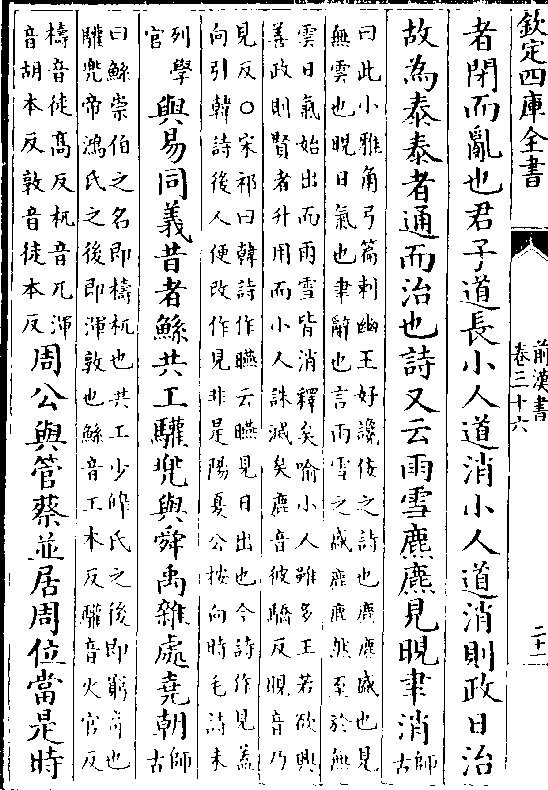 欽定四庫全書
前漢書
卷三十六
二十一
者閉而亂也君子道長小人道消小人道消則政日治
故為泰泰者通而治也詩又云雨雪麃麃見晛聿消師
古
曰此小雅角弓篇刺幽王好讒佞之詩也麃麃盛也見
無雲也晛日氣也聿辭也言雨雪之盛麃麃然至於無
雲日氣始出而雨雪皆消釋矣喻小人雖多王若欲興
善政則賢者升用而小人誅滅矣麃音彼驕反晛音乃
見反○宋祁曰韓詩作曣云曣見日出也今詩作見蓋
向引韓詩後人便改作見非是陽夏公按向時毛詩未
列學
官
與易同義昔者鯀共工驩兜與舜禹雜處堯朝師
古
曰鯀崇伯之名即檮杌也共工少皞氏之後即窮奇也
驩兜帝鴻氏之後即渾敦也鯀音工本反驩音火官反
檮音徒高反杌音兀渾
音胡本反敦音徒本反
周公與管蔡並居周位當是時